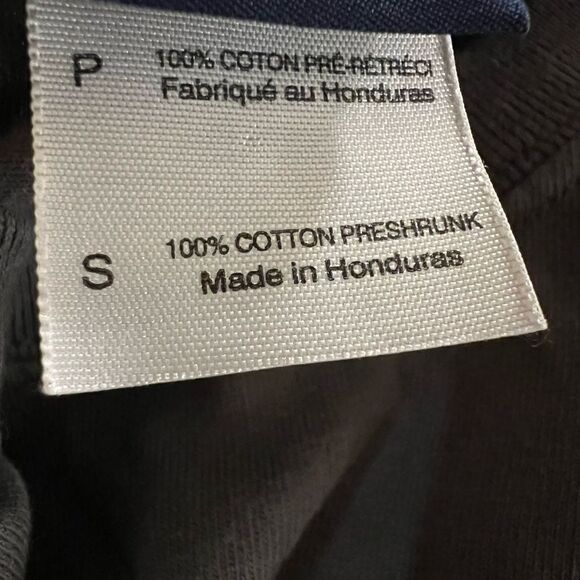 P 100% COTON PRÉ-RÉTRÉCI
Fabriqué au Honduras
S 100% COTTON PRESHRUNK
Made in Honduras